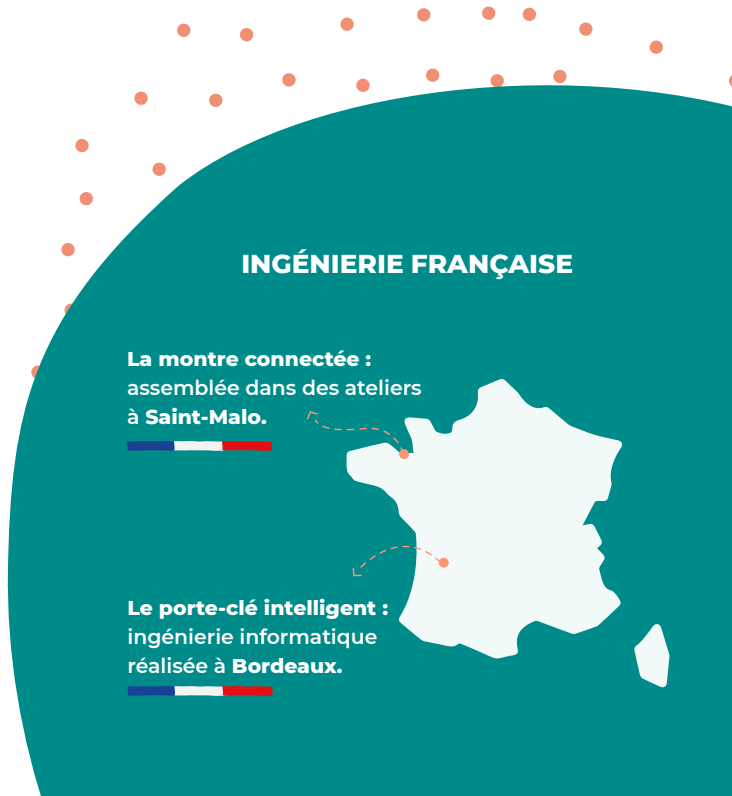 INGÉNIERIE FRANÇAISE
La montre connectée :
assemblée dans des ateliers
à Saint-Malo.
Le porte-clé intelligent :
ingénierie informatique
réalisée à Bordeaux.